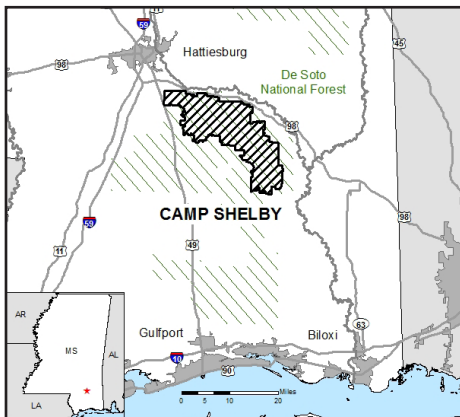 59
11
Hattiesburg
45
98
De Soto
National Forest
98
CAMP SHELBY
98
59
11
49
AR
MS
AL
LA
Gulfport
Biloxi
63
10
90
0 5 10 20
Miles